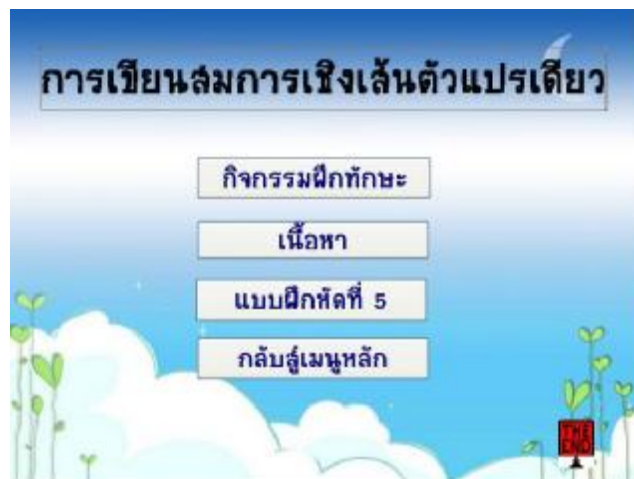 การเขียนสมการเชิงเส้นตัวแปรเดียว
กิจกรรมฝึกทักษะ
เนื้อหา
แบบฝึกหัดที่ 5
กลับสู่เมนูหลัก
THE
END